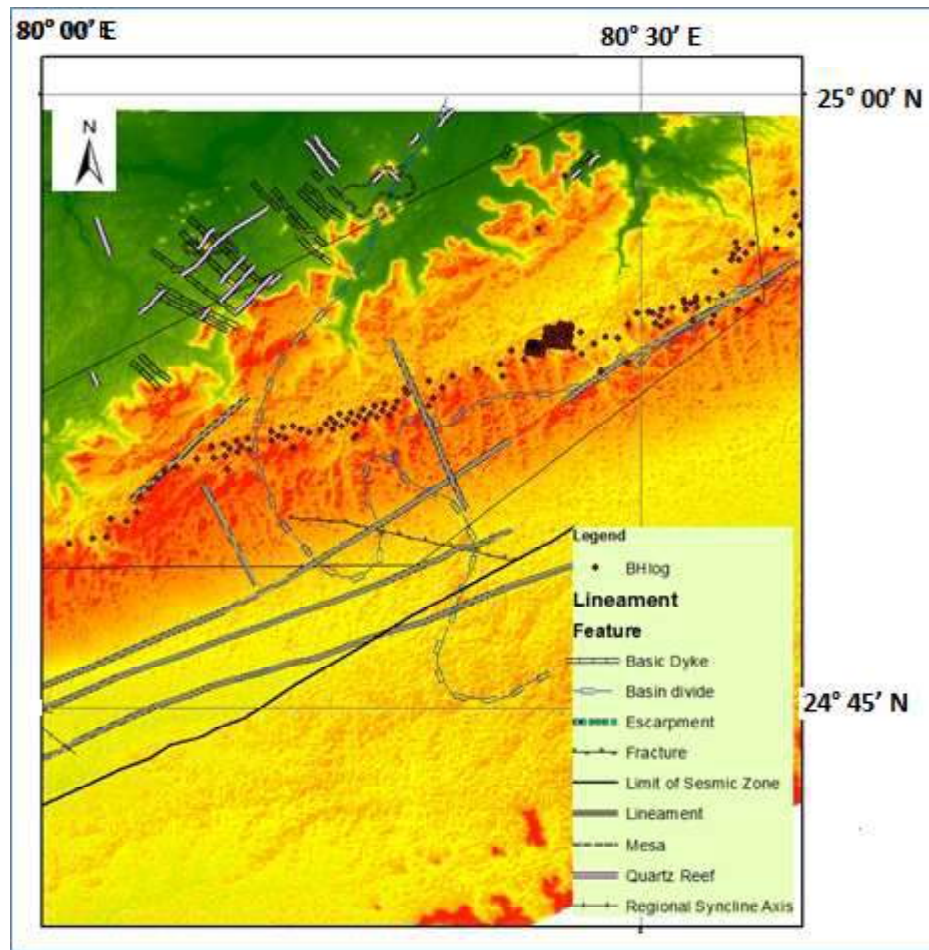 80° 00′ E
80° 30′ E
25° 00′ N
N
Legend
BHlog
Lineament
Feature
Basic Dyke
Basin divide
Escarpment
Fracture
Limit of Sesmic Zone
Lineament
Mesa
Quartz Reef
Regional Syncline Axis
24° 45′ N